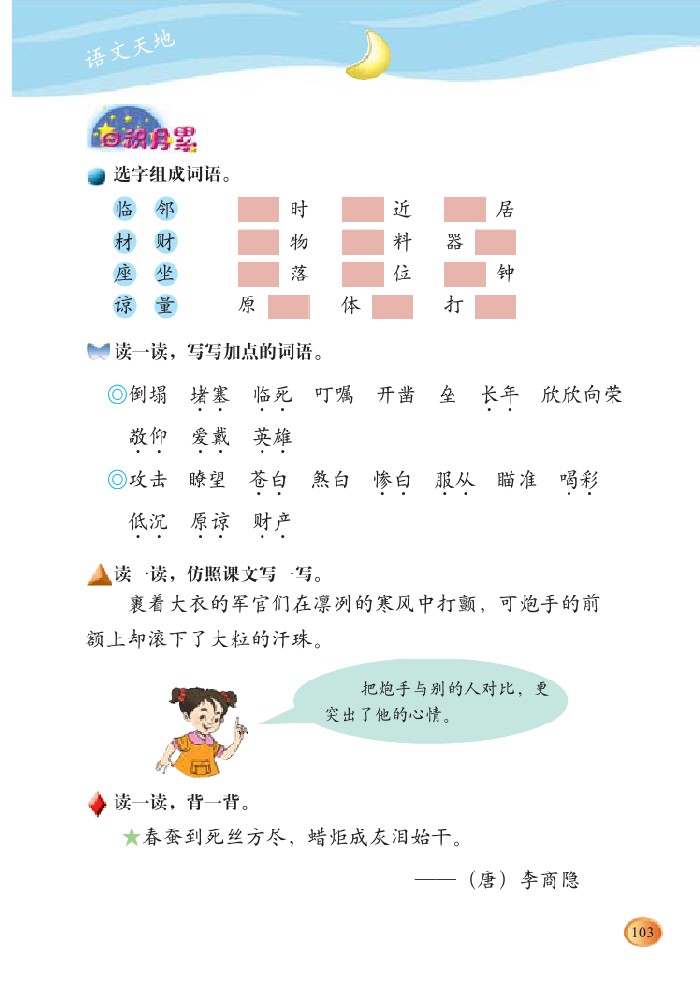 语文天地
日积月累
选字组成词语。
临 邻 时 近 居
材 财 物 料 器
座 坐 落 位 钟
谅 量 原 体 打
读一读，写写加点的词语。
◎倒塌 堵塞 临死 叮嘱 开凿 垒 长年 欣欣向荣
敬仰 爱戴 英雄
◎攻击 瞭望 苍白 煞白 惨白 服从 瞄准 喝彩
低沉 原谅 财产
读一读，仿照课文写一写。
裹着大衣的军官们在凛冽的寒风中打颤，可炮手的前
额上却滚下了大粒的汗珠。
把炮手与别的人对比，更
突出了他的心情。
读一读，背一背。
★春蚕到死丝方尽，蜡炬成灰泪始干。
——（唐）李商隐
103